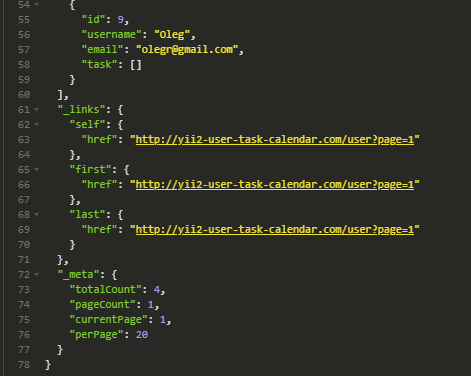 54 {
55 "id": 9,
56 "username": "Oleg",
57 "email": "olegr@gmail.com",
58 "task": []
59 }
60 ],
61 "_links": {
62 "self": {
63 "href": "http://yii2-user-task-calendar.com/user?page=1"
64 },
65 "first": {
66 "href": "http://yii2-user-task-calendar.com/user?page=1"
67 },
68 "last": {
69 "href": "http://yii2-user-task-calendar.com/user?page=1"
70 }
71 },
72 "_meta": {
73 "totalCount": 4,
74 "pageCount": 1,
75 "currentPage": 1,
76 "perPage": 20
77 }
78 }